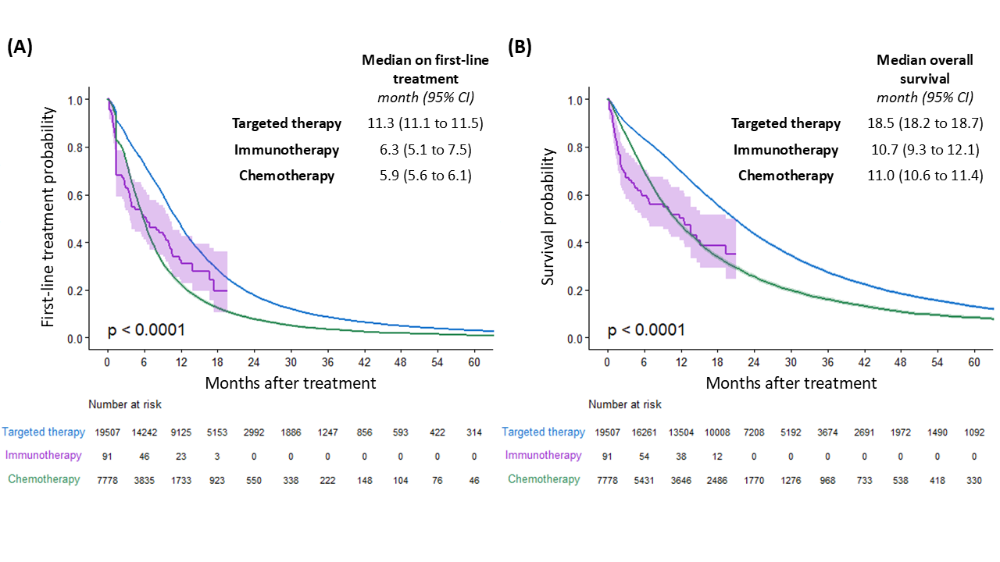 (A)
Median on first-line
treatment
month (95% CI)
Targeted therapy 11.3 (11.1 to 11.5)
Immunotherapy 6.3 (5.1 to 7.5)
Chemotherapy 5.9 (5.6 to 6.1)
First-line treatment probability
1.0
0.8
0.6
0.4
0.2
0.0
p < 0.0001
0 6 12 18 24 30 36 42 48 54 60
Months after treatment
Number at risk
Targeted therapy 19507 14242 9125 5153 2992 1886 1247 856 593 422 314
Immunotherapy 91 46 23 3 0 0 0 0 0 0 0
Chemotherapy 7778 3835 1733 923 550 338 222 148 104 76 46
(B)
Median overall
survival
month (95% CI)
Targeted therapy 18.5 (18.2 to 18.7)
Immunotherapy 10.7 (9.3 to 12.1)
Chemotherapy 11.0 (10.6 to 11.4)
Survival probability
1.0
0.8
0.6
0.4
0.2
0.0
p < 0.0001
0 6 12 18 24 30 36 42 48 54 60
Months after treatment
Number at risk
Targeted therapy 19507 16261 13504 10008 7208 5192 3674 2691 1972 1490 1092
Immunotherapy 91 54 38 12 0 0 0 0 0 0 0
Chemotherapy 7778 5431 3646 2486 1770 1276 968 733 538 418 330